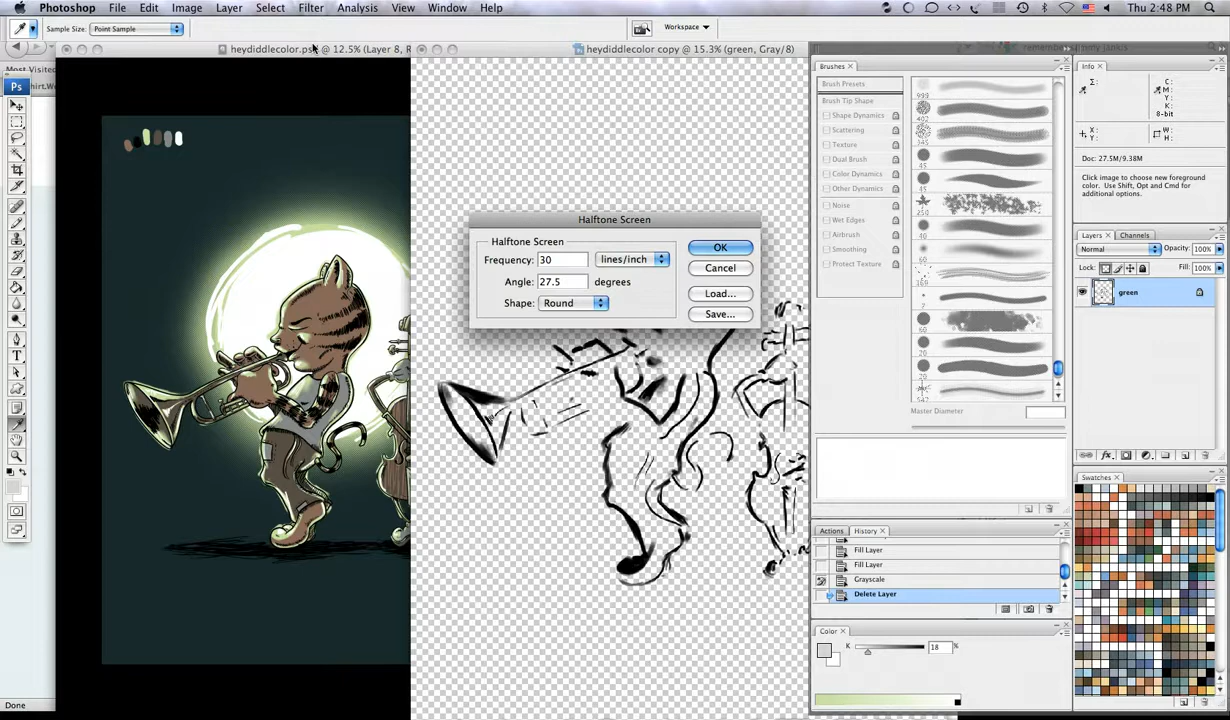 Photoshop File Edit Image Layer Select Filter Analysis View Window Help Thu 2:48 PM
Sample Size: Point Sample Workspace
heydiddlecolor.psd @ 12.5% (Layer 8, R
heydiddlecolor copy @ 15.3% (green, Gray/8)
Most Visited
Ps
Halftone Screen
Halftone Screen
Frequency: 30 lines/inch
Angle: 27.5 degrees
Shape: Round
OK
Cancel
Load...
Save...
Brushes
Brush Presets
Brush Tip Shape
Shape Dynamics
Scattering
Texture
Dual Brush
Color Dynamics
Other Dynamics
Noise
Wet Edges
Airbrush
Smoothing
Protect Texture
Master Diameter
Actions History
Fill Layer
Fill Layer
Grayscale
Delete Layer
Color
K 18 %
Info
C :
M :
Y :
K :
8-bit
X :
Y :
W :
H :
Doc: 27.5M/9.38M
Click image to choose new foreground
color. Use Shift, Opt and Cmd for
additional options.
Layers Channels
Normal Opacity: 100%
Lock: Fill: 100%
green
Swatches
Done